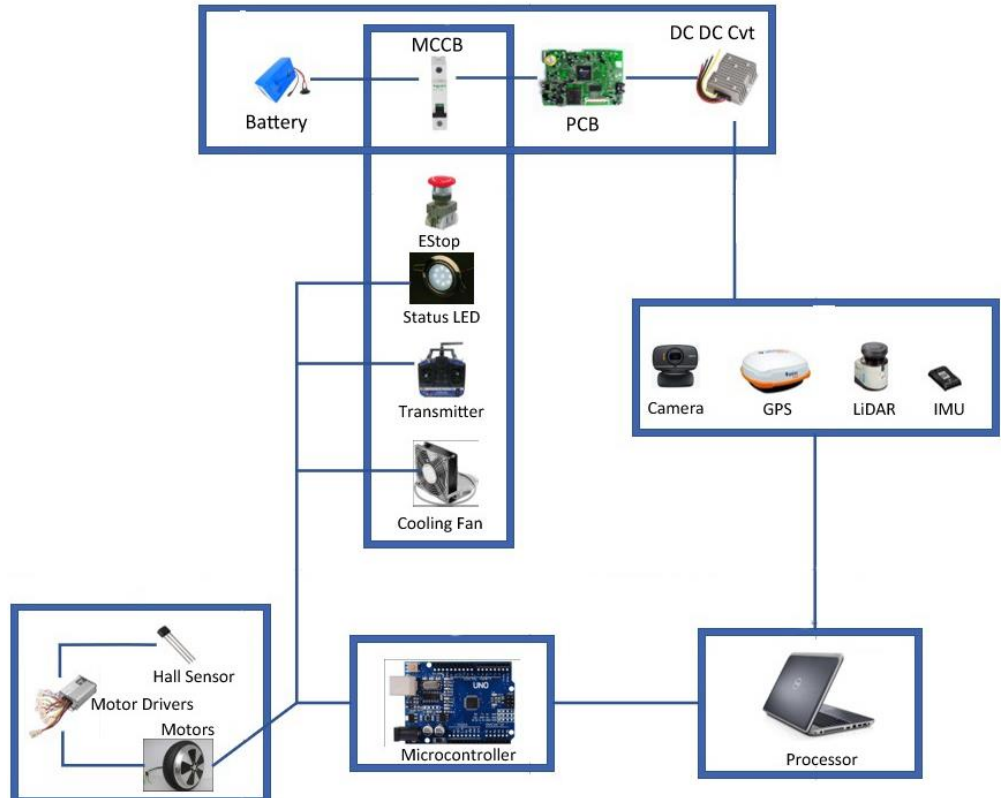 MCCB
DC DC Cvt
Battery
PCB
EStop
Status LED
Transmitter
Cooling Fan
Camera
GPS
LiDAR
IMU
Hall Sensor
Motor Drivers
Motors
UNO
Microcontroller
Processor